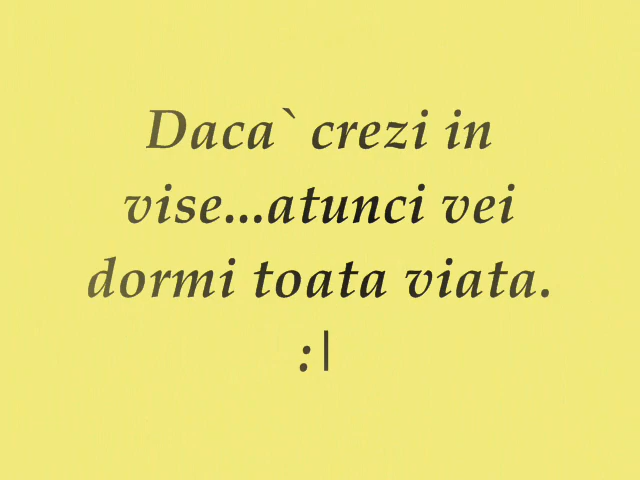 Daca` crezi in
vise...atunci vei
dormi toata viata.
:|